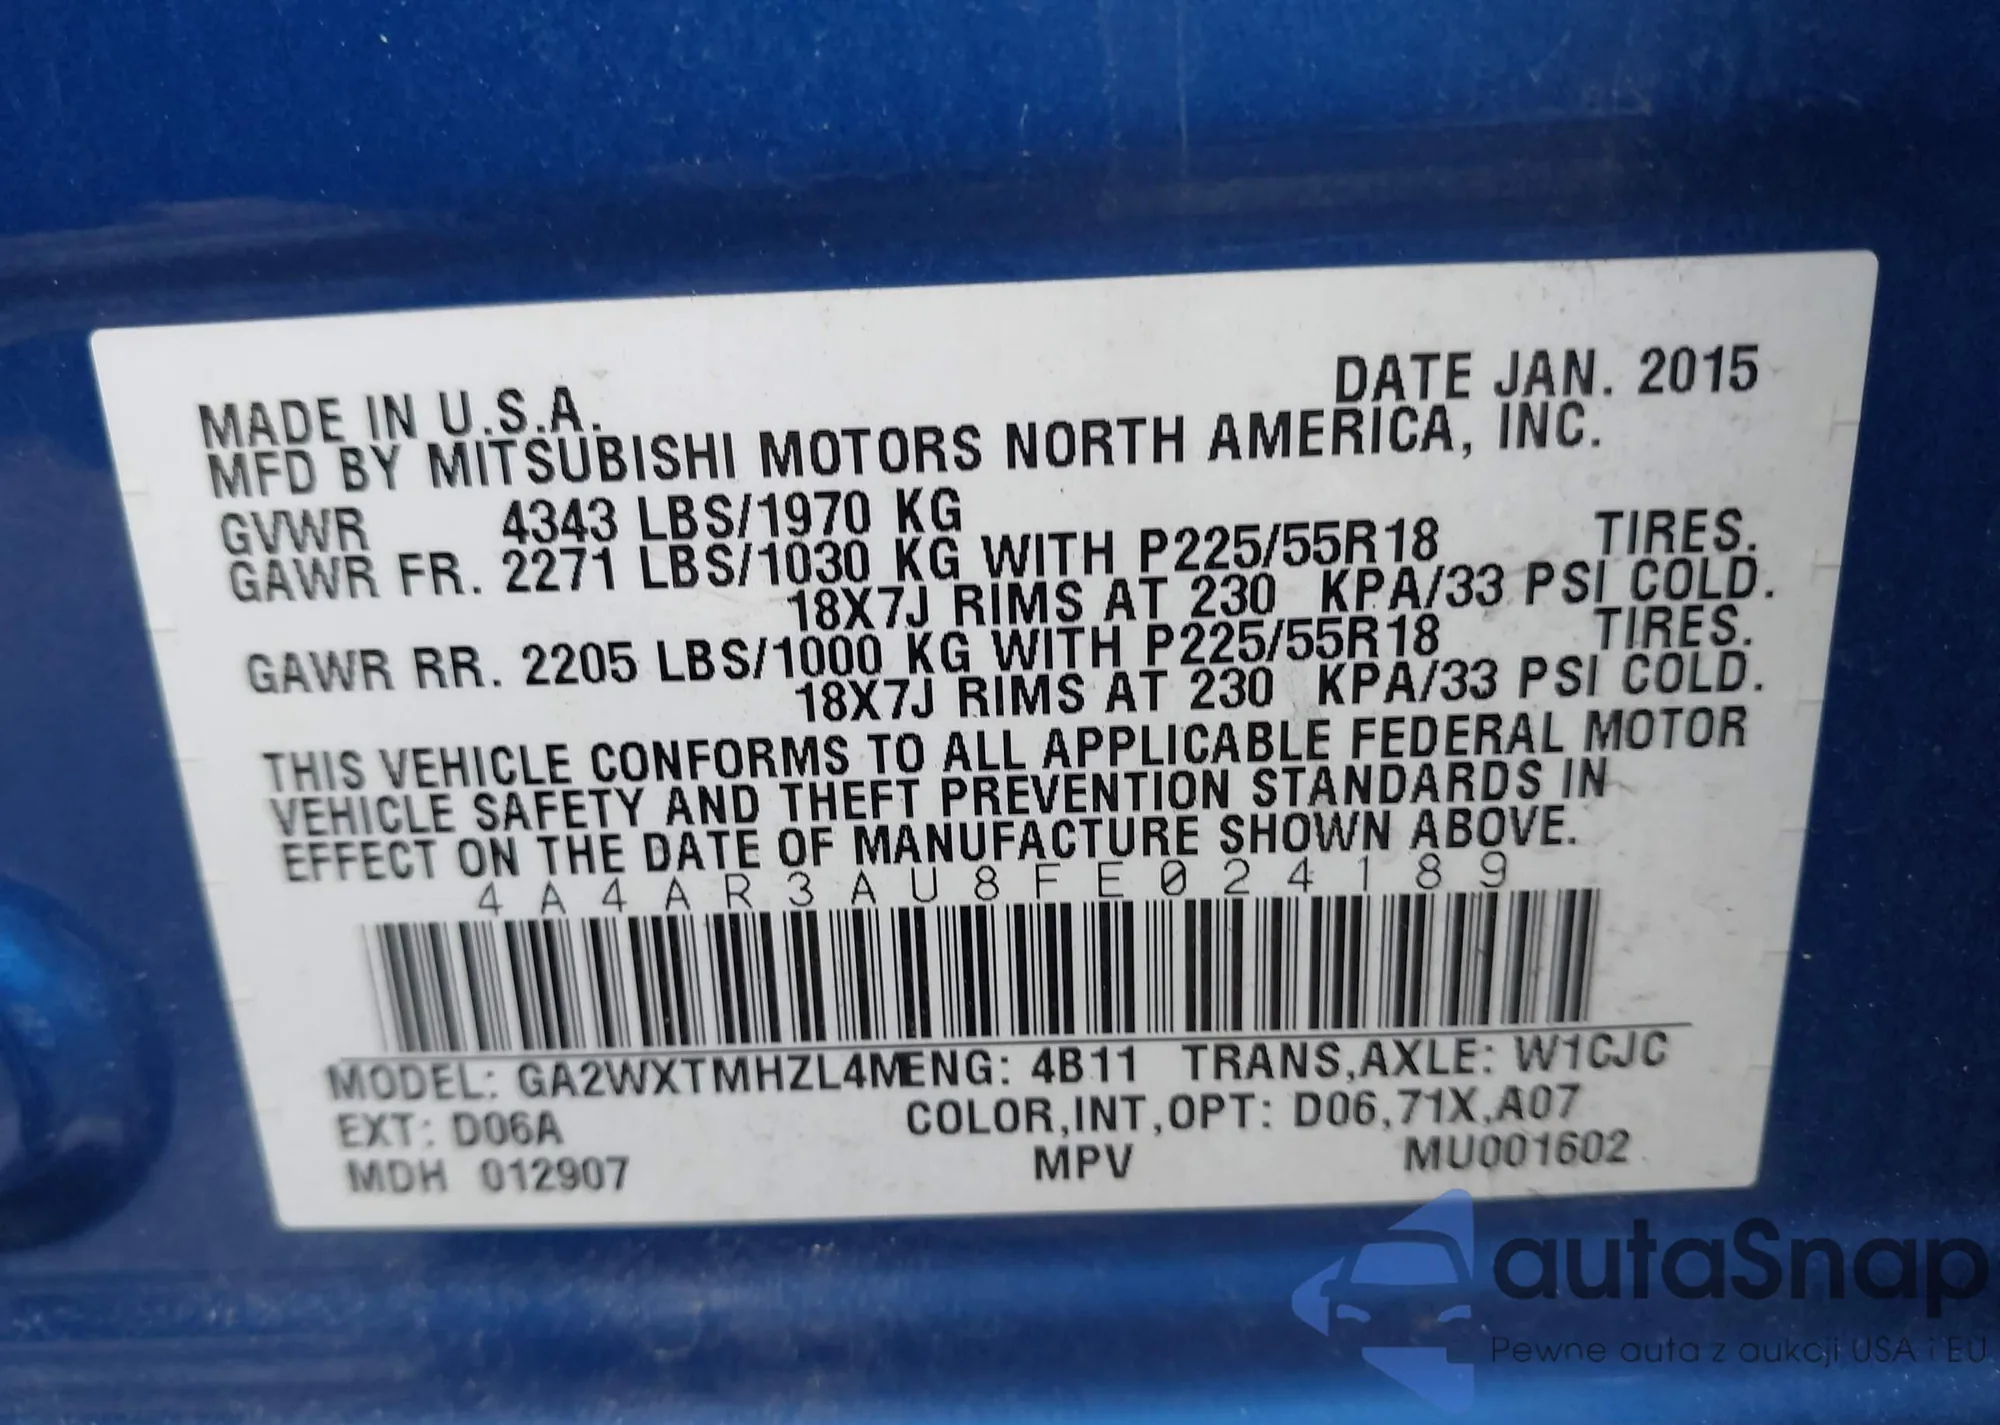 MADE IN U.S.A. DATE JAN. 2015
MFD BY MITSUBISHI MOTORS NORTH AMERICA, INC.
GVWR 4343 LBS/1970 KG
GAWR FR. 2271 LBS/1030 KG WITH P225/55R18 TIRES.
18X7J RIMS AT 230 KPA/33 PSI COLD.
GAWR RR. 2205 LBS/1000 KG WITH P225/55R18 TIRES.
18X7J RIMS AT 230 KPA/33 PSI COLD.
THIS VEHICLE CONFORMS TO ALL APPLICABLE FEDERAL MOTOR
VEHICLE SAFETY AND THEFT PREVENTION STANDARDS IN
EFFECT ON THE DATE OF MANUFACTURE SHOWN ABOVE.
4A4AR3AU8FE024189
MODEL: GA2WXTMHZL4MENG: 4B11 TRANS,AXLE: W1CJC
EXT: D06A COLOR,INT,OPT: D06,71X,A07
MDH 012907 MPV MU001602
autaSnap
Pewne auta z aukcji USA i EU